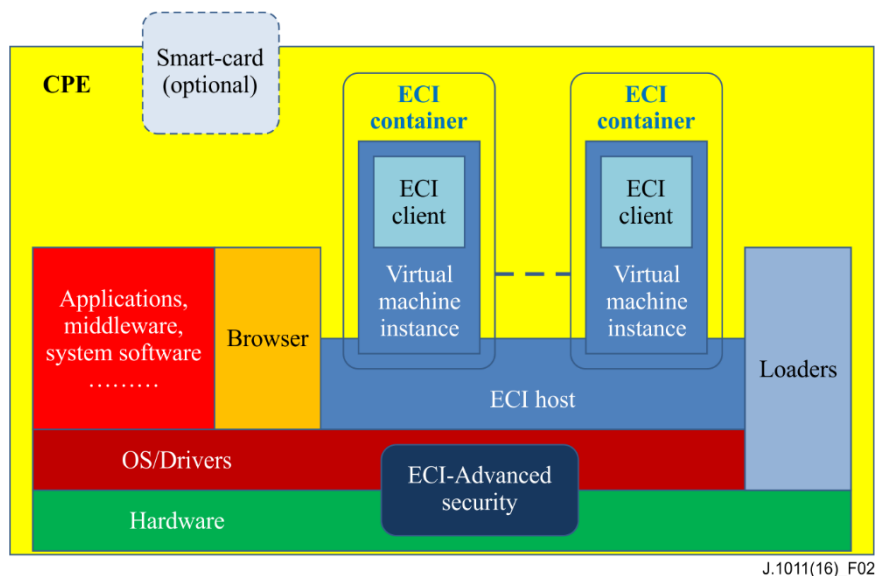 CPE
Smart-card
(optional)
ECI
container
ECI
client
Virtual
machine
instance
ECI
container
ECI
client
Virtual
machine
instance
Applications,
middleware,
system software
………
Browser
ECI host
Loaders
OS/Drivers
ECI-Advanced
security
Hardware
J.1011(16)_F02